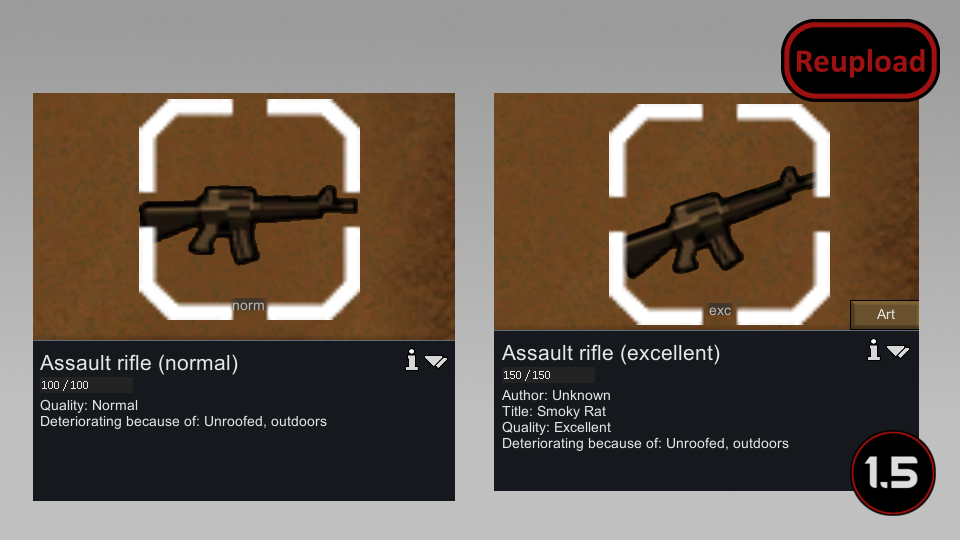 Reupload
norm
Assault rifle (normal)
100 / 100
Quality: Normal
Deteriorating because of: Unroofed, outdoors
exc
Art
Assault rifle (excellent)
150 / 150
Author: Unknown
Title: Smoky Rat
Quality: Excellent
Deteriorating because of: Unroofed, outdoors
1.5